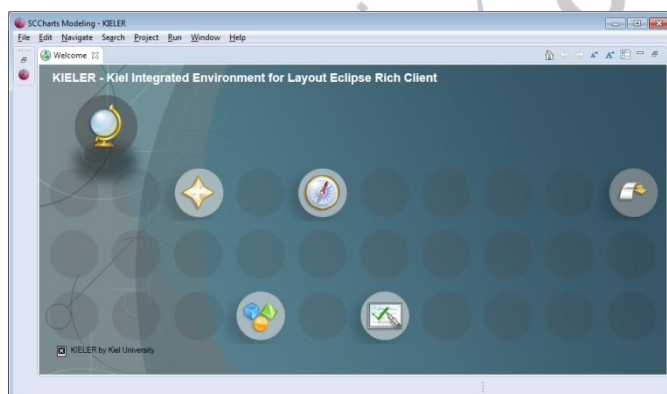 SCCharts Modeling - KIELER
File Edit Navigate Search Project Run Window Help
Welcome
KIELER - Kiel Integrated Environment for Layout Eclipse Rich Client
KIELER by Kiel University